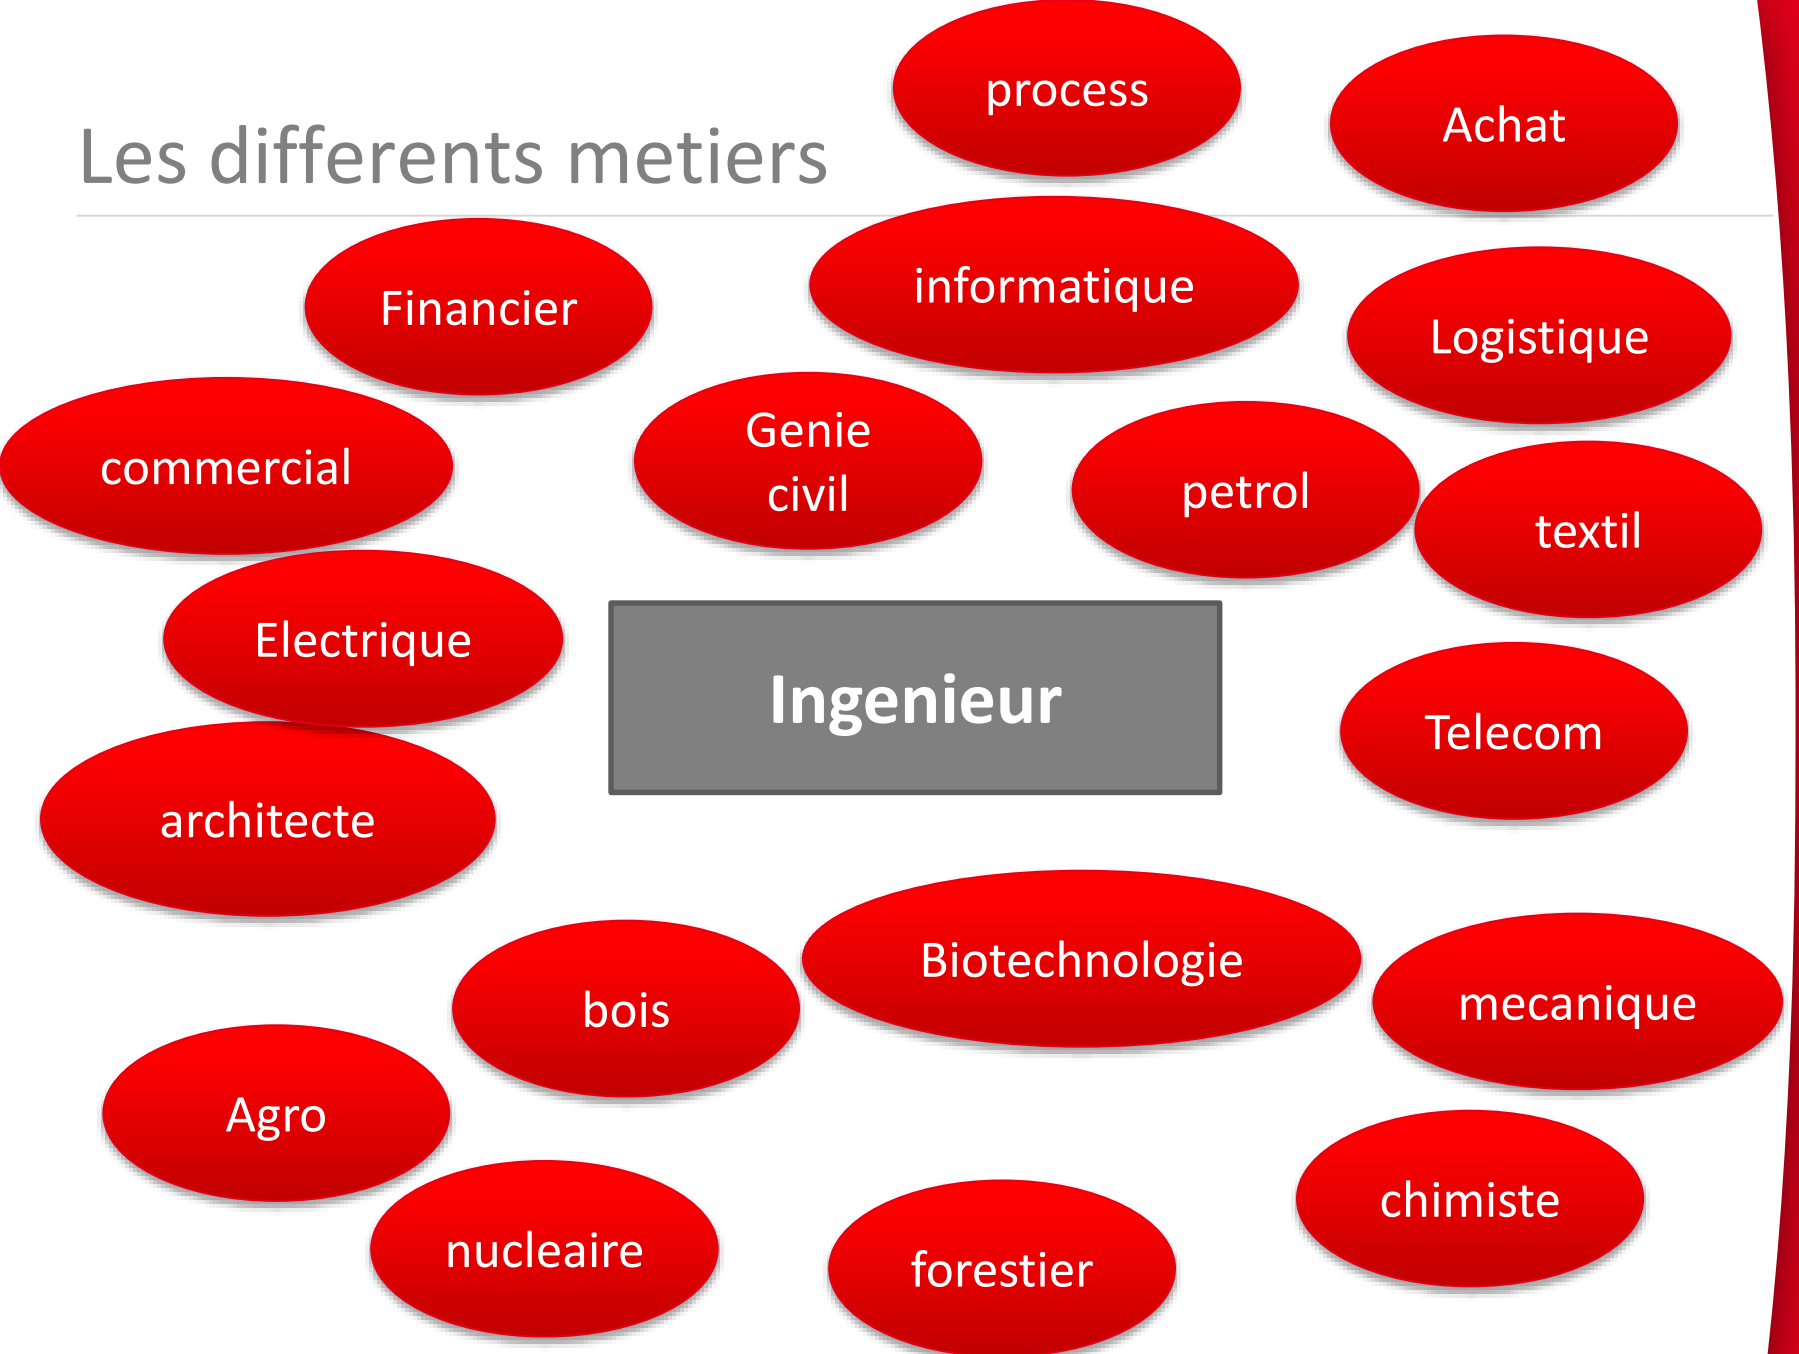 process
Achat
Les differents metiers
Financier
informatique
Logistique
commercial
Genie
civil
petrol
textil
Electrique
Ingenieur
Telecom
architecte
Biotechnologie
bois
mecanique
Agro
chimiste
nucleaire
forestier